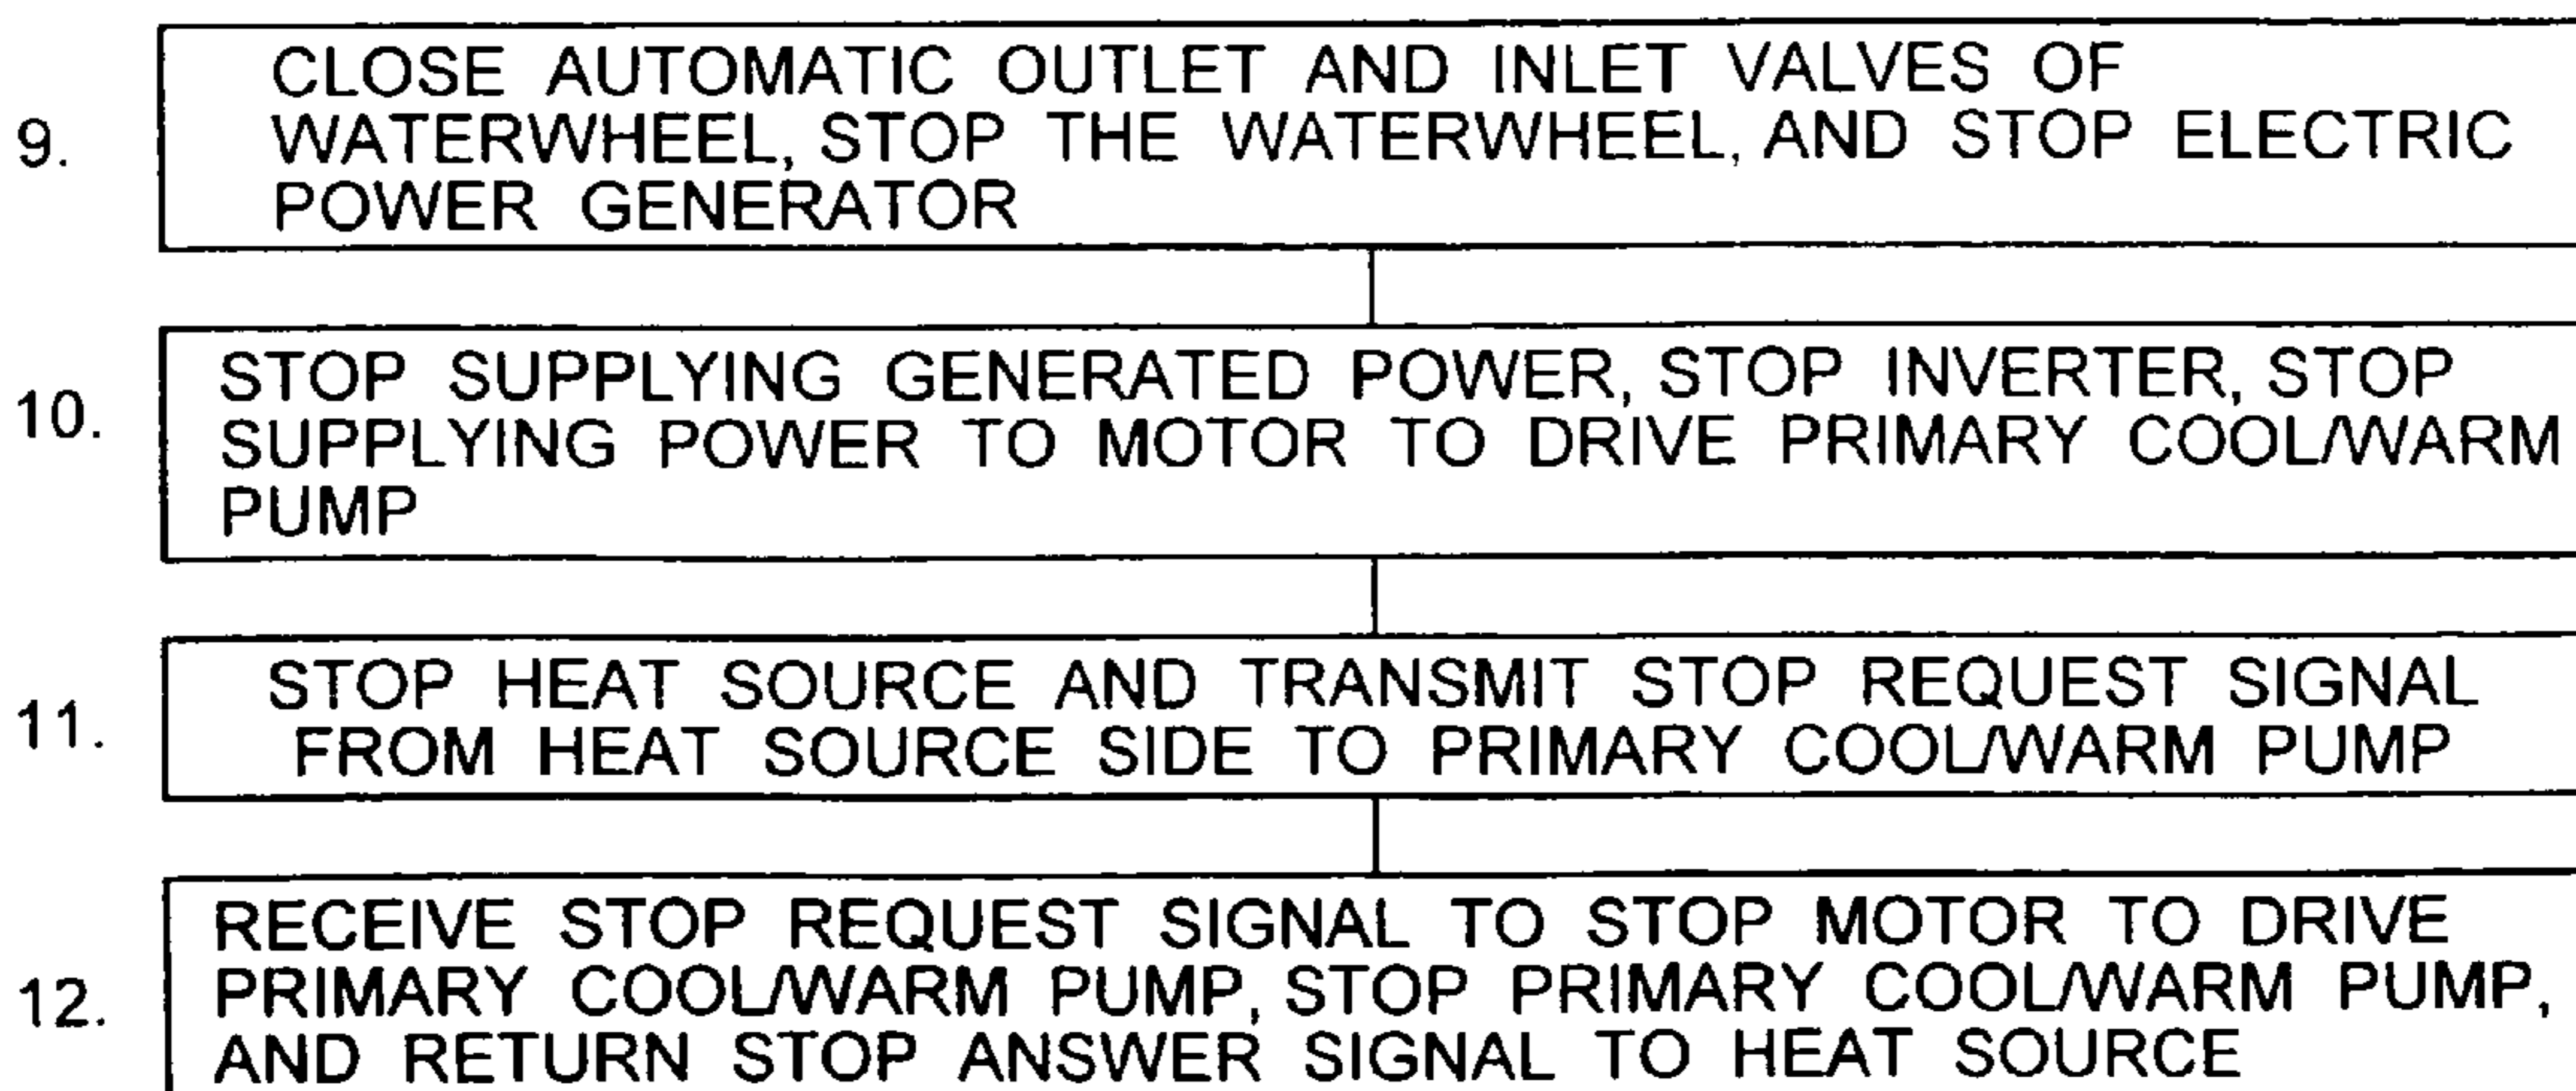 9. CLOSE AUTOMATIC OUTLET AND INLET VALVES OF
WATERWHEEL, STOP THE WATERWHEEL, AND STOP ELECTRIC
POWER GENERATOR
10. STOP SUPPLYING GENERATED POWER, STOP INVERTER, STOP
SUPPLYING POWER TO MOTOR TO DRIVE PRIMARY COOL/WARM
PUMP
11. STOP HEAT SOURCE AND TRANSMIT STOP REQUEST SIGNAL
FROM HEAT SOURCE SIDE TO PRIMARY COOL/WARM PUMP
12. RECEIVE STOP REQUEST SIGNAL TO STOP MOTOR TO DRIVE
PRIMARY COOL/WARM PUMP, STOP PRIMARY COOL/WARM PUMP,
AND RETURN STOP ANSWER SIGNAL TO HEAT SOURCE